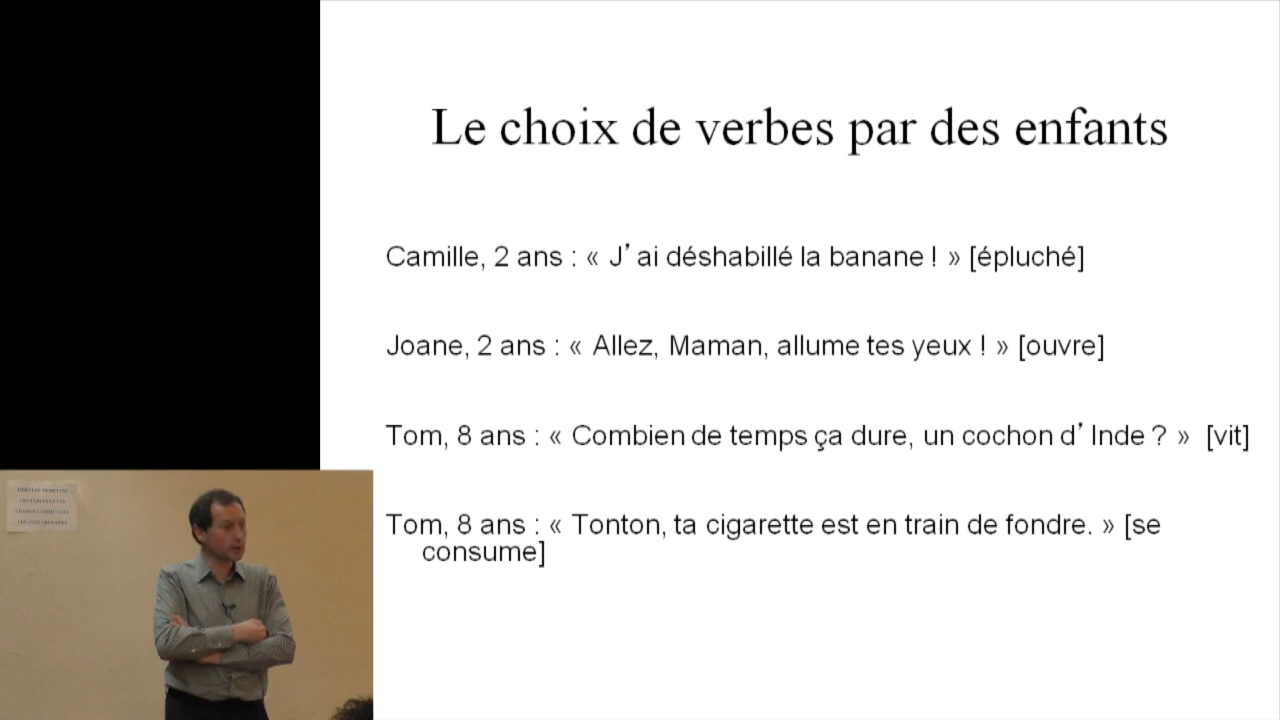 Le choix de verbes par des enfants
Camille, 2 ans : « J’ai déshabillé la banane ! » [épluché]
Joane, 2 ans : « Allez, Maman, allume tes yeux ! » [ouvre]
Tom, 8 ans : « Combien de temps ça dure, un cochon d’Inde ? » [vit]
Tom, 8 ans : « Tonton, ta cigarette est en train de fondre. » [se
consume]